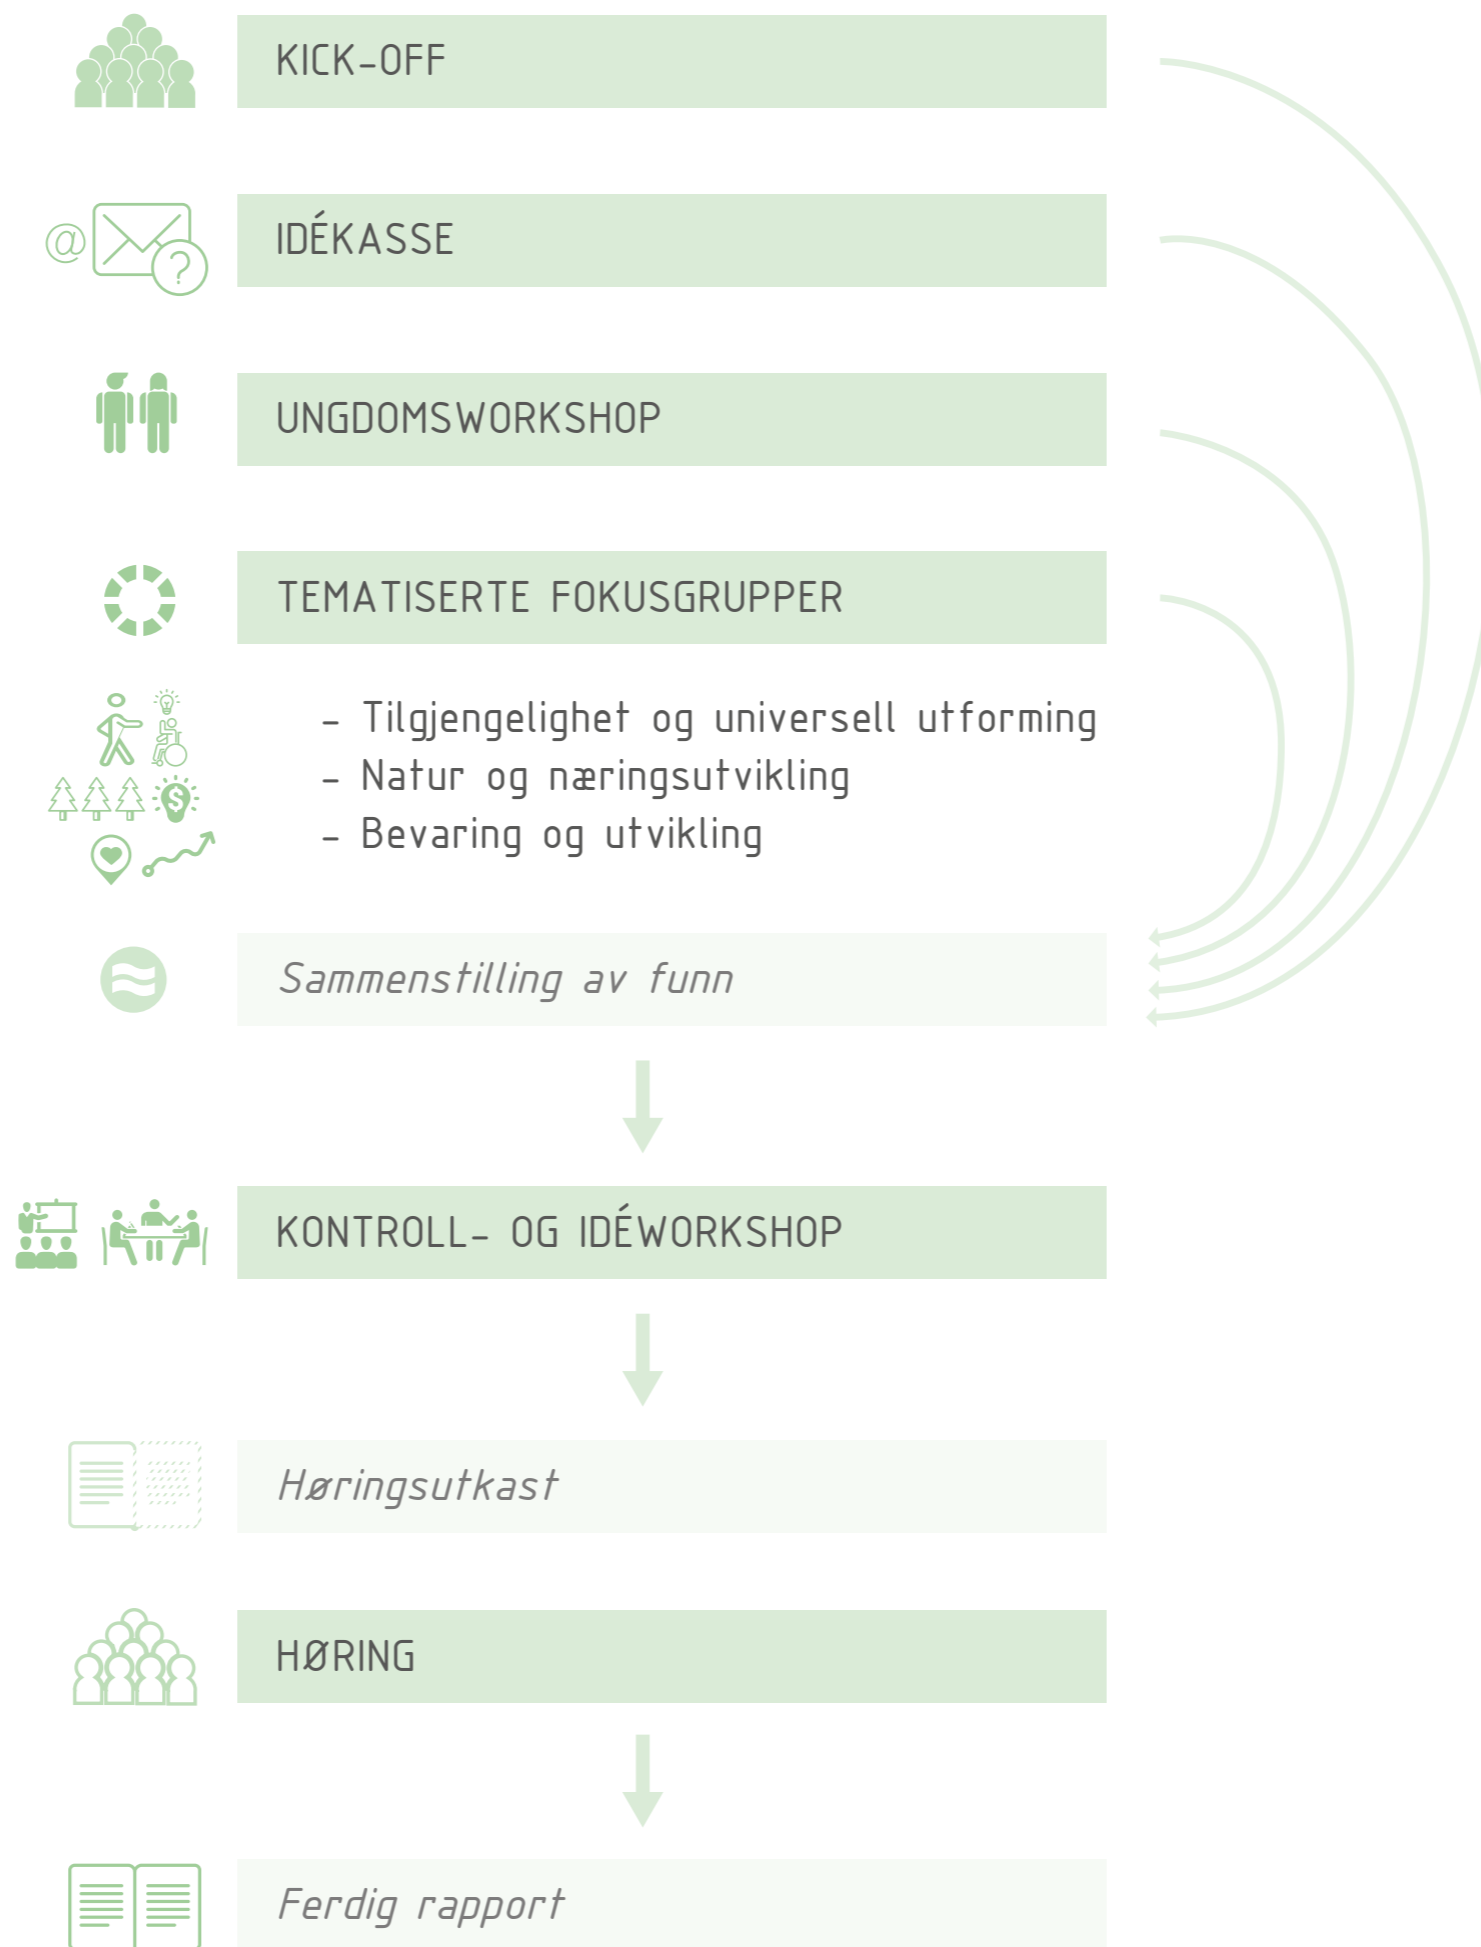 KICK-OFF
@
?
IDÉKASSE
UNGDOMSWORKSHOP
TEMATISERTE FOKUSGRUPPER
- Tilgjengelighet og universell utforming
- Natur og næringsutvikling
$
- Bevaring og utvikling
Sammenstilling av funn
KONTROLL- OG IDÉWORKSHOP
Høringsutkast
HØRING
Ferdig rapport